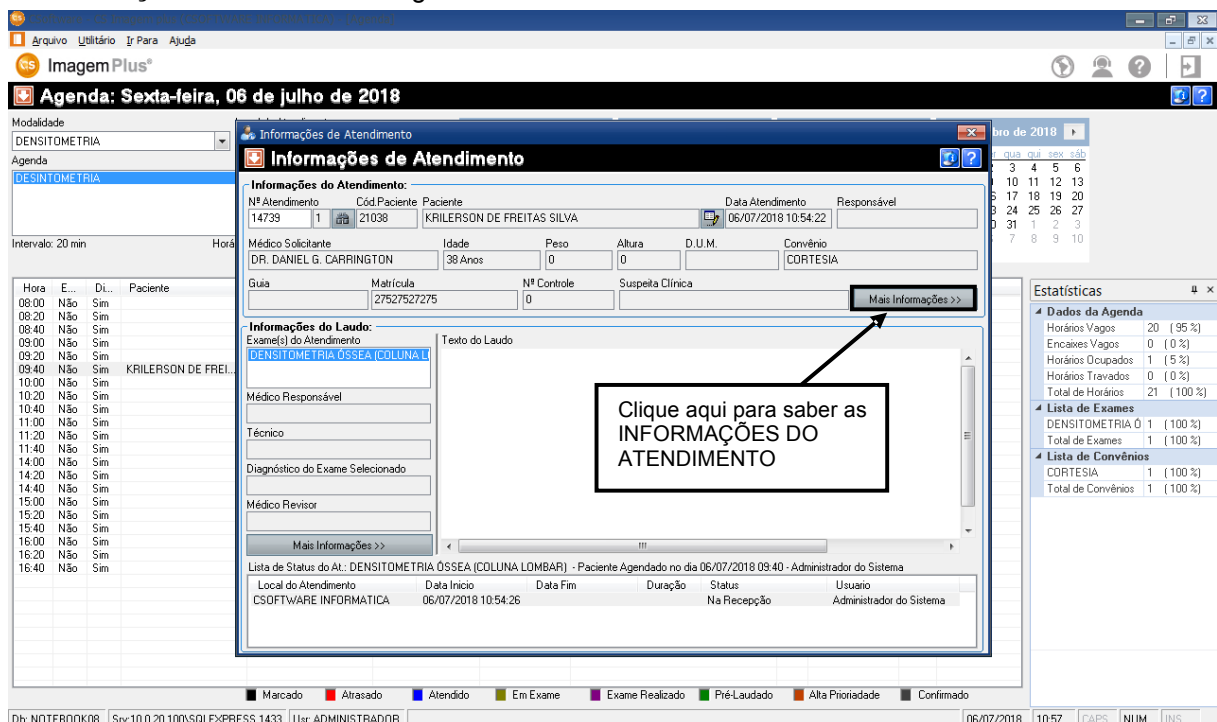 Arquivo Utilitário Ir Para Ajuda
cs ImagemPlus®
Agenda: Sexta-feira, 06 de julho de 2018
Modalidade
DENSITOMETRIA
Agenda
DESINTOMETRIA
Intervalo: 20 min Horá
bro de 2018
qua qui sex sáb
3 4 5 6
10 11 12 13
17 18 19 20
24 25 26 27
31 1 2 3
7 8 9 10
Informações de Atendimento
Informações de Atendimento
Informações do Atendimento:
Nº Atendimento Cód.Paciente Paciente Data Atendimento Responsável
14739 1 21038 KRILERSON DE FREITAS SILVA 06/07/2018 10:54:22
Médico Solicitante Idade Peso Altura D.U.M. Convênio
DR. DANIEL G. CARRINGTON 38 Anos 0 0 CORTESIA
Guia Matrícula Nº Controle Suspeita Clínica
27527527275 0 Mais Informações >>
Informações do Laudo:
Exame(s) do Atendimento Texto do Laudo
DENSITOMETRIA ÓSSEA (COLUNA L
Médico Responsável
Técnico
Diagnóstico do Exame Selecionado
Médico Revisor
Mais Informações >>
Clique aqui para saber as
INFORMAÇÕES DO
ATENDIMENTO
Lista de Status do At.: DENSITOMETRIA ÓSSEA (COLUNA LOMBAR) - Paciente Agendado no dia 06/07/2018 09:40 - Administrador do Sistema
Local do Atendimento Data Inicio Data Fim Duração Status Usuario
CSOFTWARE INFORMATICA 06/07/2018 10:54:26 Na Recepção Administrador do Sistema
Hora E... Di... Paciente
08:00 Não Sim
08:20 Não Sim
08:40 Não Sim
09:00 Não Sim
09:20 Não Sim
09:40 Não Sim KRILERSON DE FREI...
10:00 Não Sim
10:20 Não Sim
10:40 Não Sim
11:00 Não Sim
11:20 Não Sim
11:40 Não Sim
14:00 Não Sim
14:20 Não Sim
14:40 Não Sim
15:00 Não Sim
15:20 Não Sim
15:40 Não Sim
16:00 Não Sim
16:20 Não Sim
16:40 Não Sim
Estatísticas
Dados da Agenda
Horários Vagos 20 (95 %)
Encaixes Vagos 0 (0 %)
Horários Ocupados 1 (5 %)
Horários Travados 0 (0 %)
Total de Horários 21 (100 %)
Lista de Exames
DENSITOMETRIA Ó 1 (100 %)
Total de Exames 1 (100 %)
Lista de Convênios
CORTESIA 1 (100 %)
Total de Convênios 1 (100 %)
Marcado Atrasado Atendido Em Exame Exame Realizado Pré-Laudado Alta Prioriadade Confirmado
Db: NOTEBOOK08 Srv:10.0.20.100\SQLEXPRESS,1433 Usr: ADMINISTRADOR 06/07/2018 10:57 CAPS NUM INS